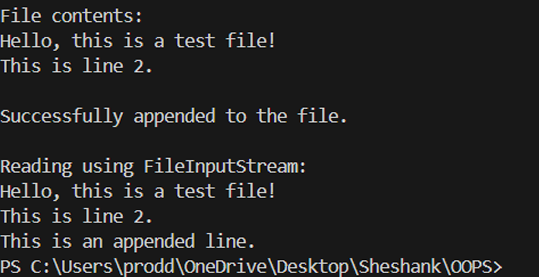 File contents:
Hello, this is a test file!
This is line 2.

Successfully appended to the file.

Reading using FileInputStream:
Hello, this is a test file!
This is line 2.
This is an appended line.
PS C:\Users\prodd\OneDrive\Desktop\Sheshank\OOPS>